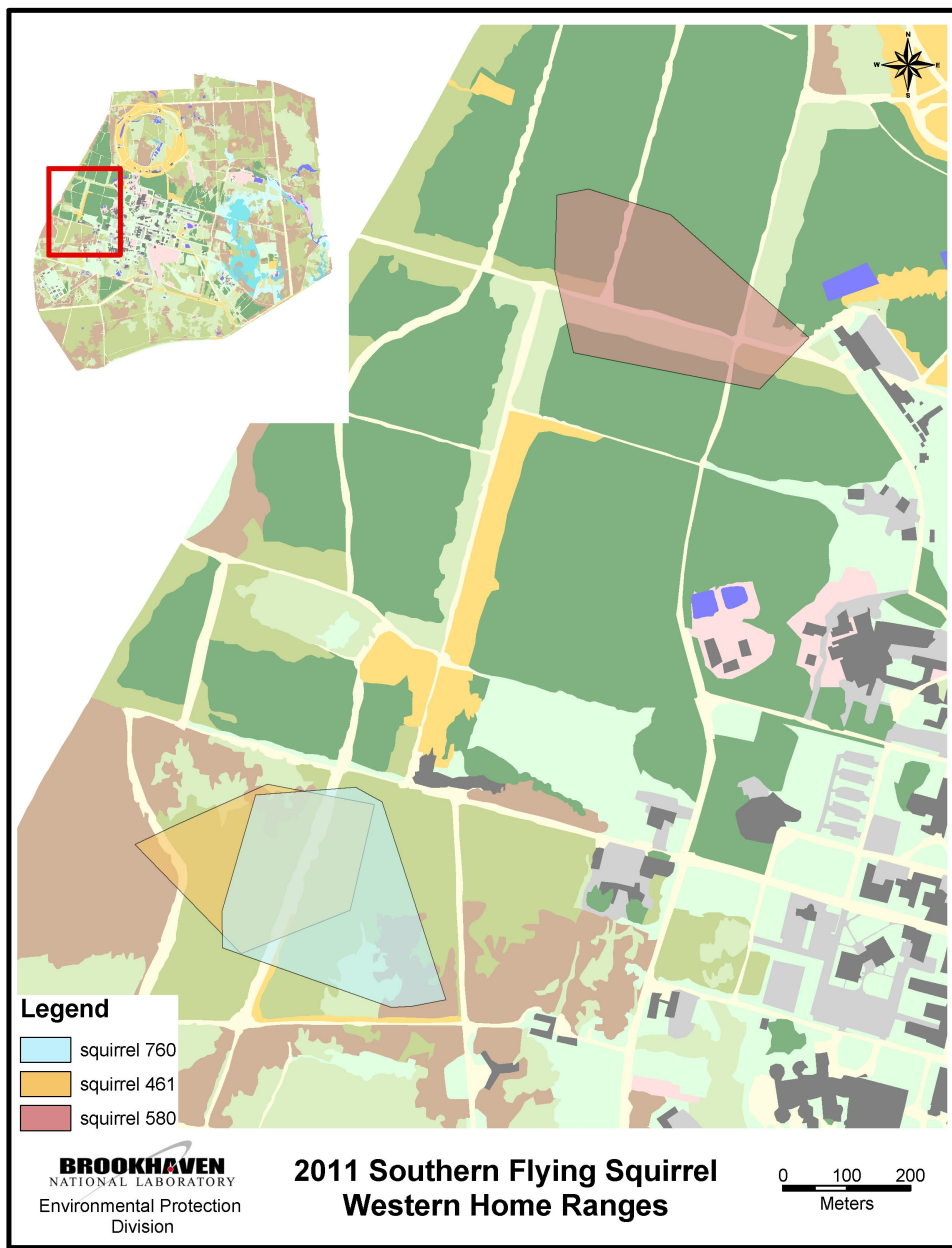 N
W E
S
Legend
squirrel 760
squirrel 461
squirrel 580
BROOKHAVEN
NATIONAL LABORATORY
Environmental Protection
Division
2011 Southern Flying Squirrel
Western Home Ranges
0 100 200
Meters